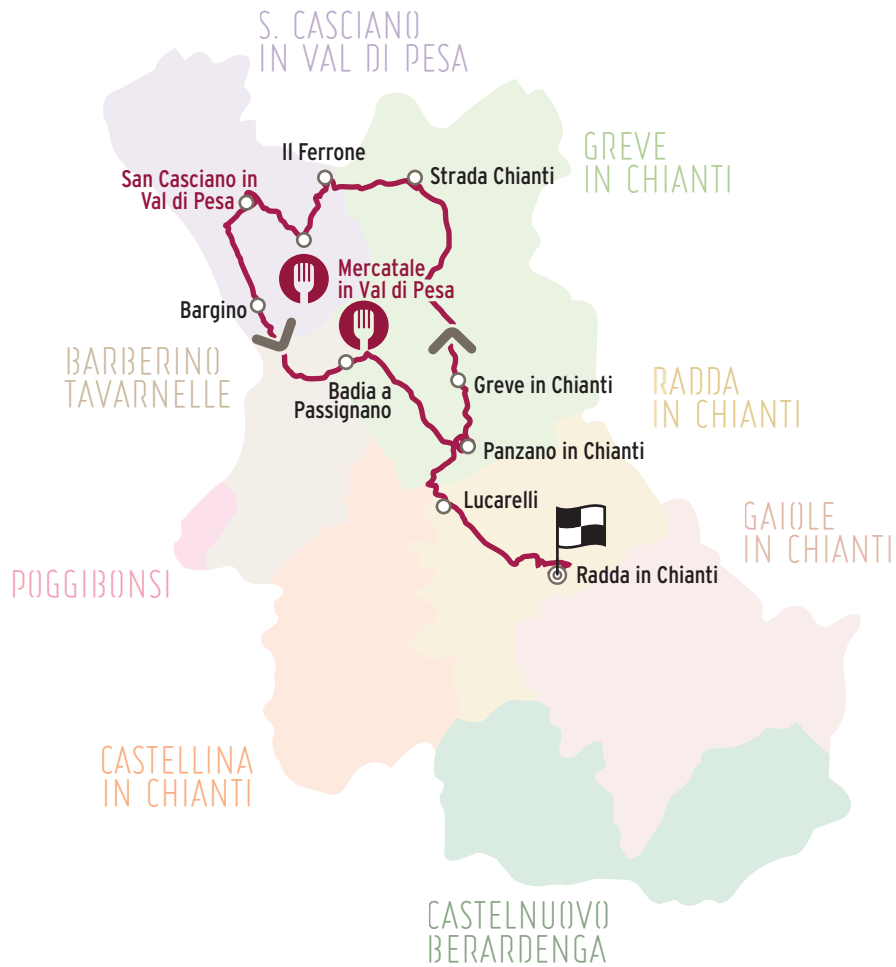 S. CASCIANO
IN VAL DI PESA
Il Ferrone
San Casciano in
Val di Pesa
Strada Chianti
GREVE
IN CHIANTI
Mercatale
in Val di Pesa
Bargino
BARBERINO
TAVARNELLE
Badia a
Passignano
Greve in Chianti
RADDA
IN CHIANTI
Panzano in Chianti
Lucarelli
GAIOLE
IN CHIANTI
Radda in Chianti
POGGIBONSI
CASTELLINA
IN CHIANTI
CASTELNUOVO
BERARDENGA